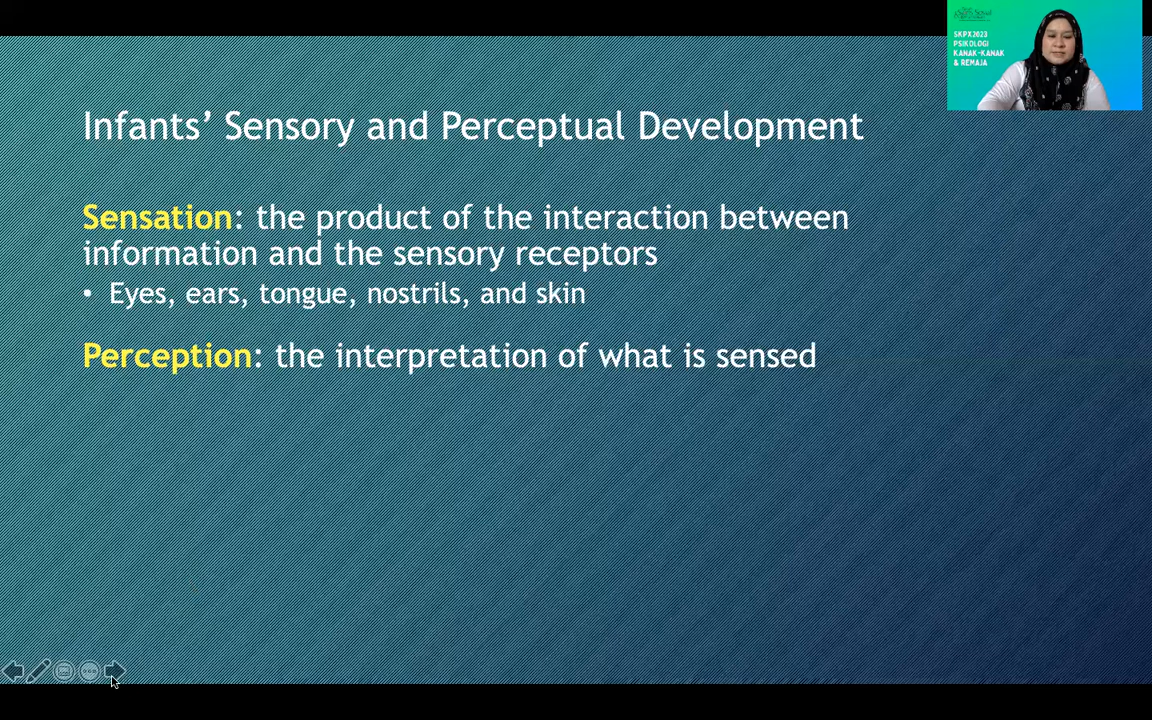 SKPX2023
PSIKOLOGI
KANAK-KANAK
& REMAJA
Infants’ Sensory and Perceptual Development
Sensation: the product of the interaction between
information and the sensory receptors
• Eyes, ears, tongue, nostrils, and skin
Perception: the interpretation of what is sensed